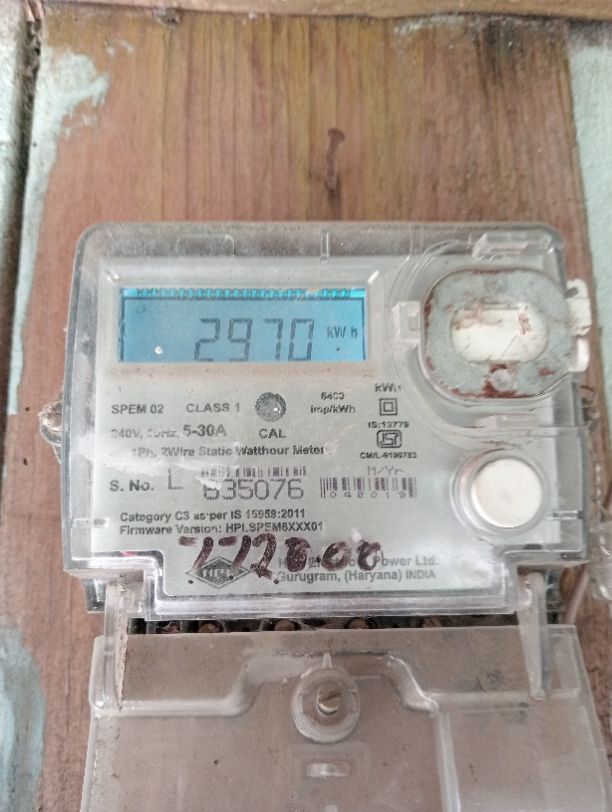 2970 kWh
SPEM 02 CLASS 1 6400 imp/kWh kWh
240V, 50Hz, 5-30A CAL IS:13779
1Ph, 2Wire Static Watthour Meter CM/L-9190783
S. No. L 635076 M/Yr. 042019
Category C3 as per IS 15959:2011
Firmware Version: HPLSPEM6XXX01
HPL Power Ltd.
Gurugram, (Haryana) INDIA